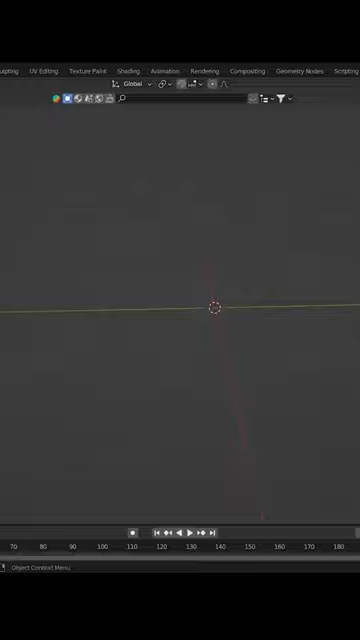 ulpting UV Editing Texture Paint Shading Animation Rendering Compositing Geometry Nodes Scripting
Global
70 80 90 100 110 120 130 140 150 160 170 180
Object Context Menu